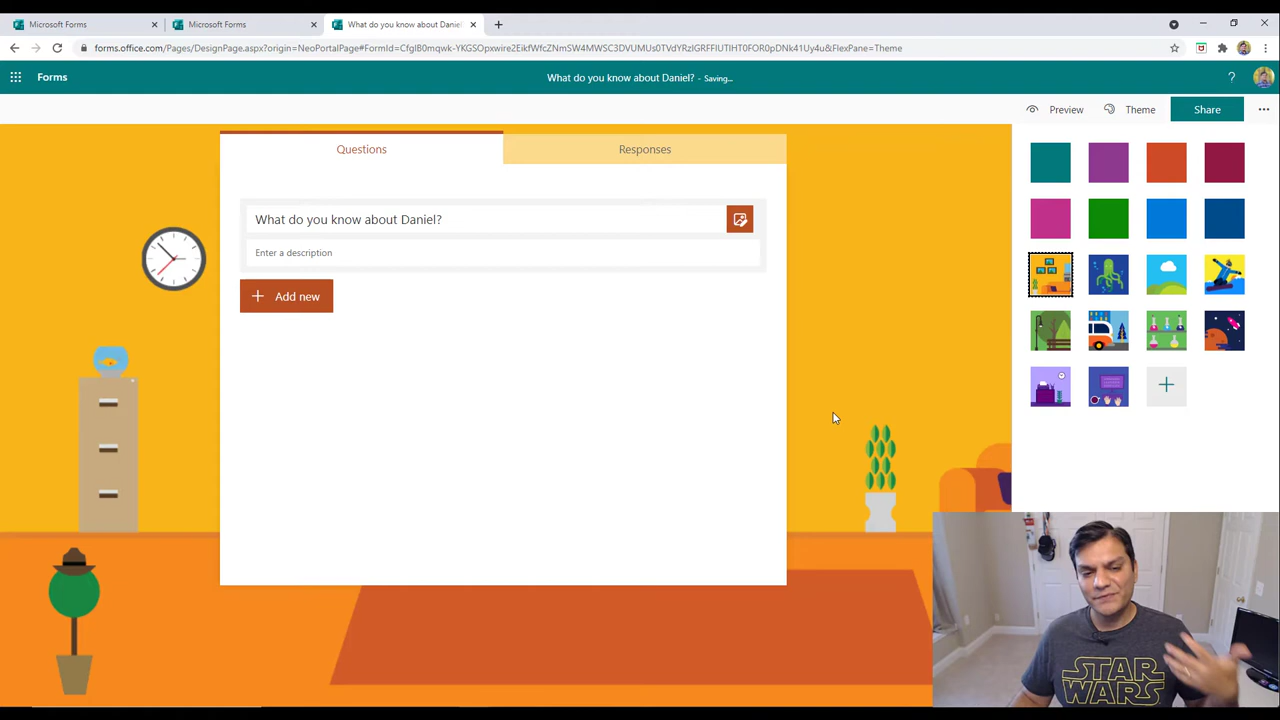 Microsoft Forms
Microsoft Forms
What do you know about Daniel
forms.office.com/Pages/DesignPage.aspx?origin=NeoPortalPage#FormId=CfglB0mqwk-YKGSOpxwire2EikfWfcZNmSW4MWSC3DVUMUs0TVdYRzlGRFFlUTlHT0FOR0pDNk41Uy4u&FlexPane=Theme
Forms
What do you know about Daniel? - Saving...
?
Preview
Theme
Share
Questions
Responses
What do you know about Daniel?
Enter a description
Add new
STAR
WARS